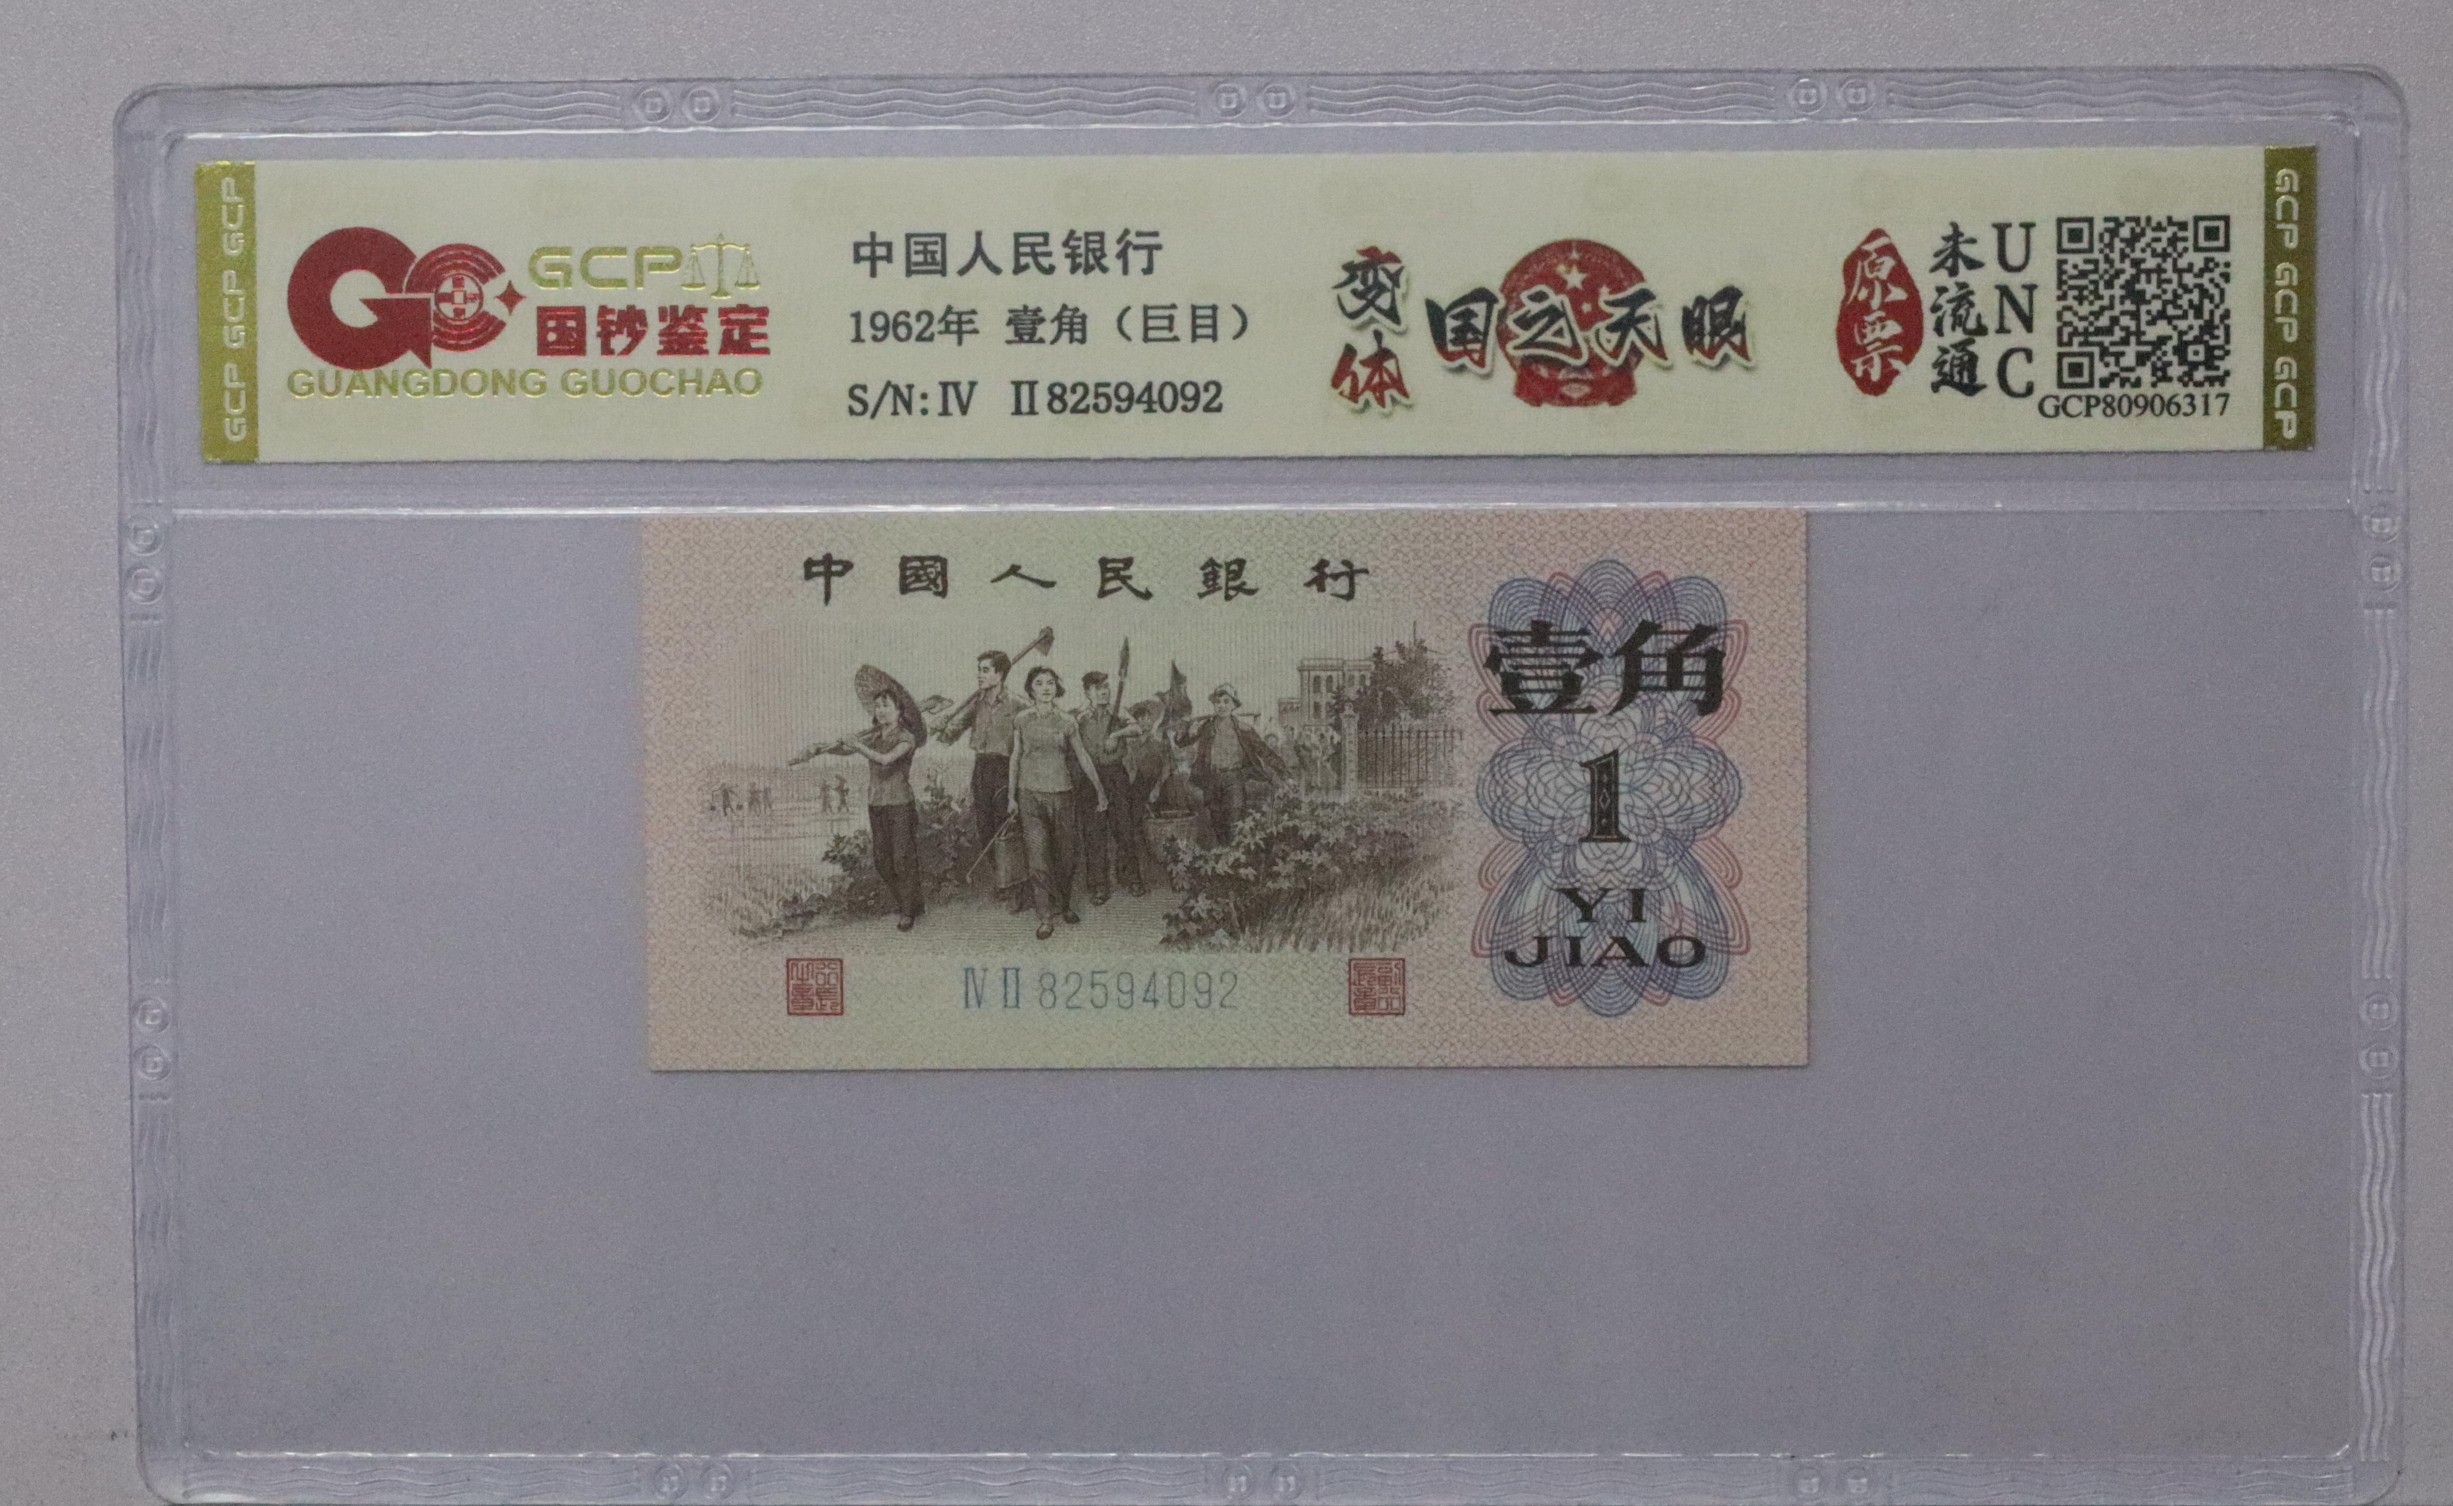 GCP GCP GCP
GCP
国钞鉴定
GUANGDONG GUOCHAO
中国人民银行
1962年 壹角（巨目）
S/N:Ⅳ Ⅱ82594092
变体
国之天眼
原票
未流通
UNC
GCP80906317
GCP GCP GCP
中國人民銀行
壹角
1
YI
JIAO
Ⅳ Ⅱ 82594092